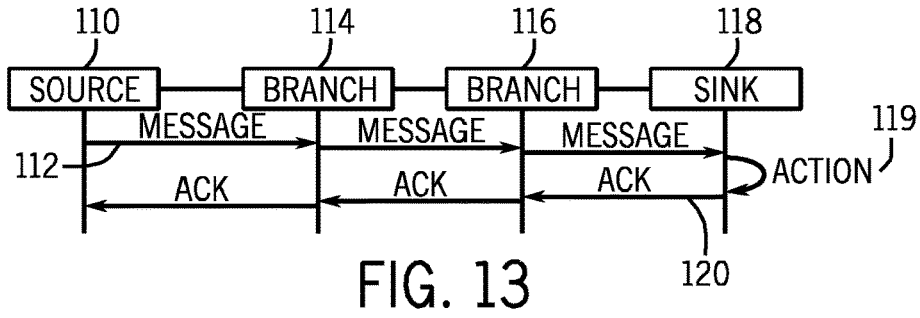 110 114 116 118
SOURCE BRANCH BRANCH SINK
MESSAGE MESSAGE MESSAGE 119
112 ACTION
ACK ACK ACK
120
FIG. 13